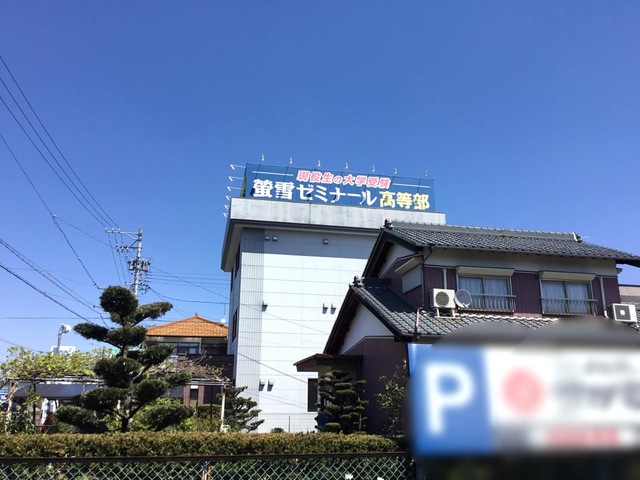 現役生の大学受験
螢雪ゼミナール高等部
P